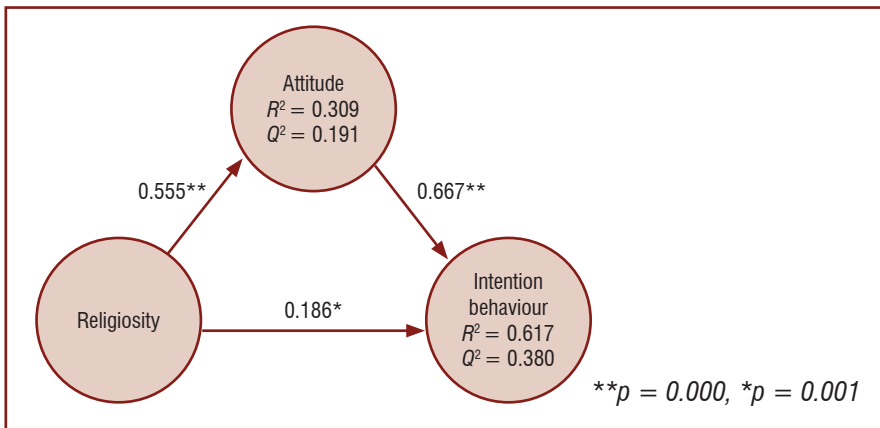 Attitude
R² = 0.309
Q² = 0.191
0.555**
0.667**
Religiosity
0.186*
Intention
behaviour
R² = 0.617
Q² = 0.380
**p = 0.000, *p = 0.001